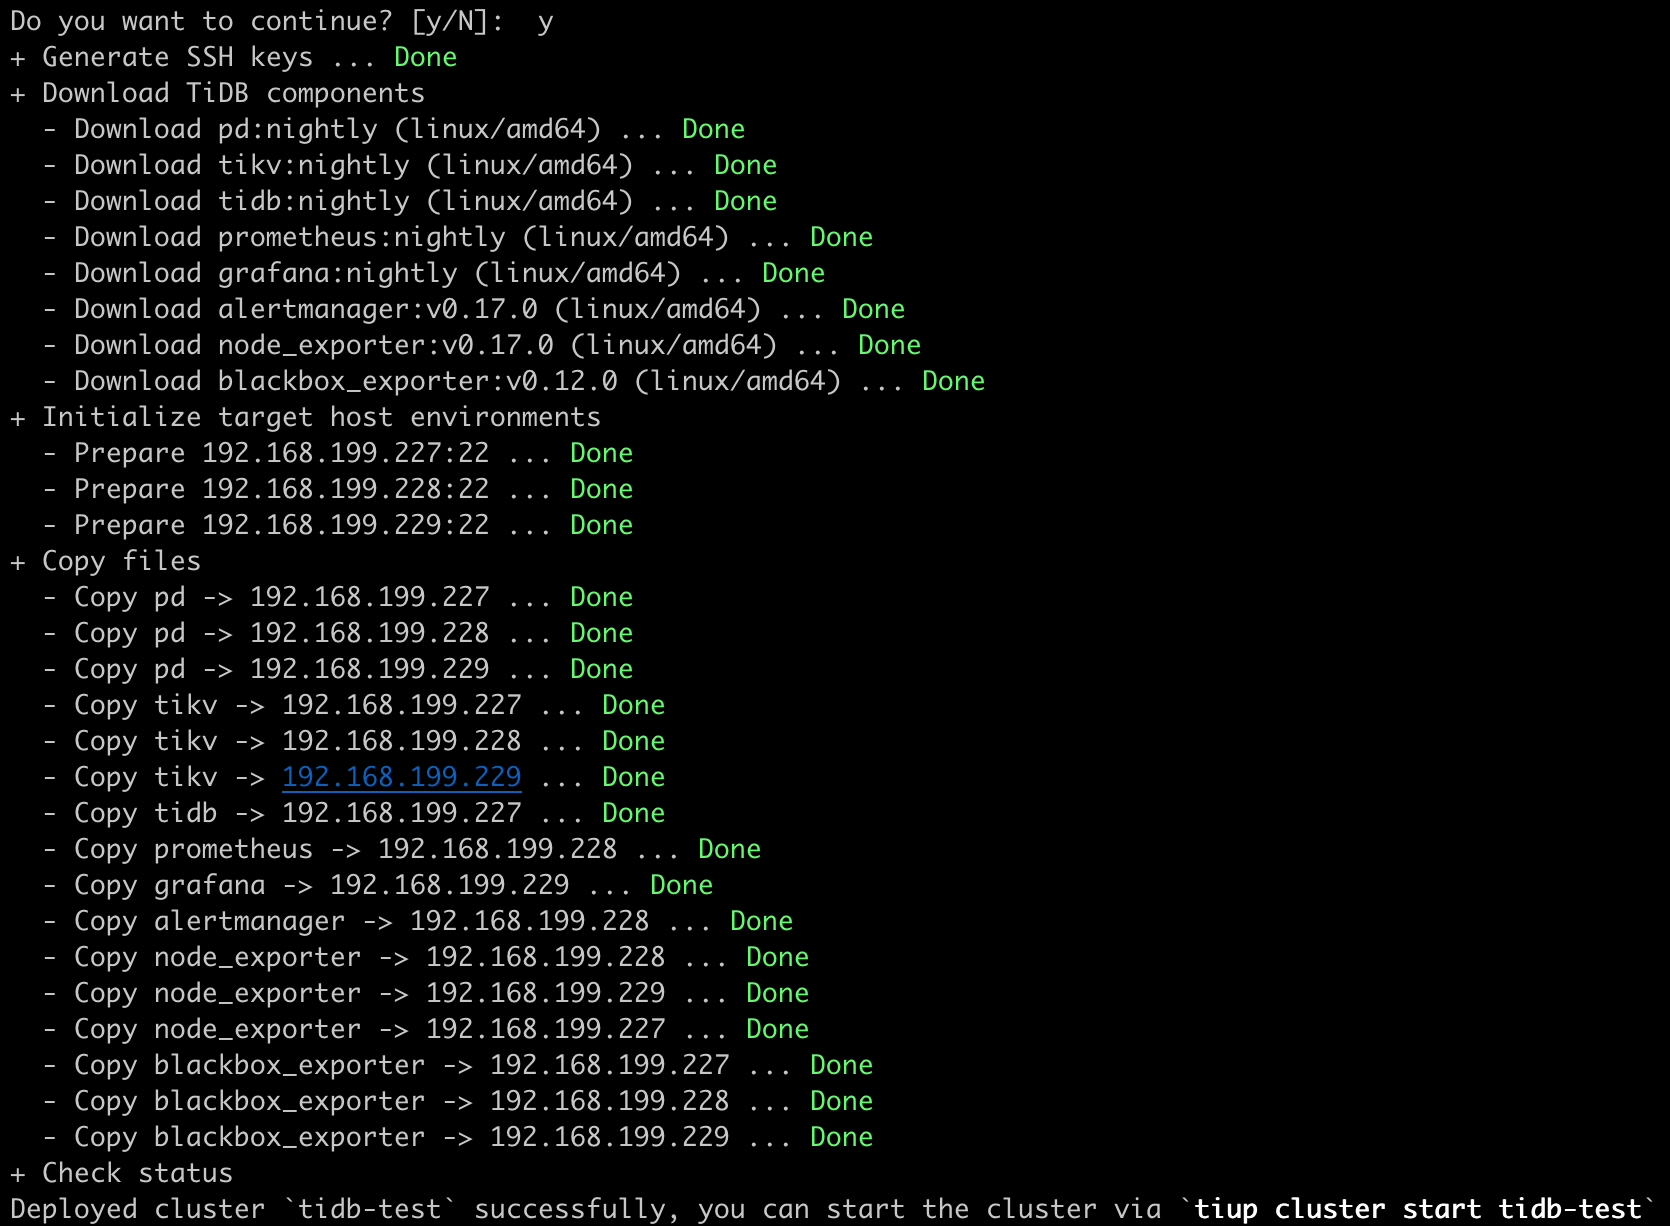 Do you want to continue? [y/N]:  y
+ Generate SSH keys ... Done
+ Download TiDB components
  - Download pd:nightly (linux/amd64) ... Done
  - Download tikv:nightly (linux/amd64) ... Done
  - Download tidb:nightly (linux/amd64) ... Done
  - Download prometheus:nightly (linux/amd64) ... Done
  - Download grafana:nightly (linux/amd64) ... Done
  - Download alertmanager:v0.17.0 (linux/amd64) ... Done
  - Download node_exporter:v0.17.0 (linux/amd64) ... Done
  - Download blackbox_exporter:v0.12.0 (linux/amd64) ... Done
+ Initialize target host environments
  - Prepare 192.168.199.227:22 ... Done
  - Prepare 192.168.199.228:22 ... Done
  - Prepare 192.168.199.229:22 ... Done
+ Copy files
  - Copy pd -> 192.168.199.227 ... Done
  - Copy pd -> 192.168.199.228 ... Done
  - Copy pd -> 192.168.199.229 ... Done
  - Copy tikv -> 192.168.199.227 ... Done
  - Copy tikv -> 192.168.199.228 ... Done
  - Copy tikv -> 192.168.199.229 ... Done
  - Copy tidb -> 192.168.199.227 ... Done
  - Copy prometheus -> 192.168.199.228 ... Done
  - Copy grafana -> 192.168.199.229 ... Done
  - Copy alertmanager -> 192.168.199.228 ... Done
  - Copy node_exporter -> 192.168.199.228 ... Done
  - Copy node_exporter -> 192.168.199.229 ... Done
  - Copy node_exporter -> 192.168.199.227 ... Done
  - Copy blackbox_exporter -> 192.168.199.227 ... Done
  - Copy blackbox_exporter -> 192.168.199.228 ... Done
  - Copy blackbox_exporter -> 192.168.199.229 ... Done
+ Check status
Deployed cluster `tidb-test` successfully, you can start the cluster via `tiup cluster start tidb-test`